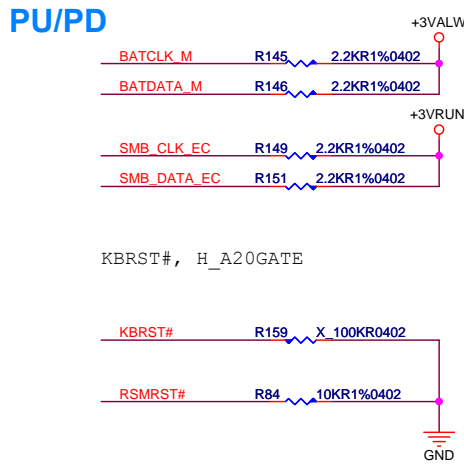 PU/PD
+3VALW
BATCLK_M R145 2.2KR1%0402
BATDATA_M R146 2.2KR1%0402
+3VRUN
SMB_CLK_EC R149 2.2KR1%0402
SMB_DATA_EC R151 2.2KR1%0402
KBRST#, H_A20GATE
KBRST# R159 X_100KR0402
RSMRST# R84 10KR1%0402
GND